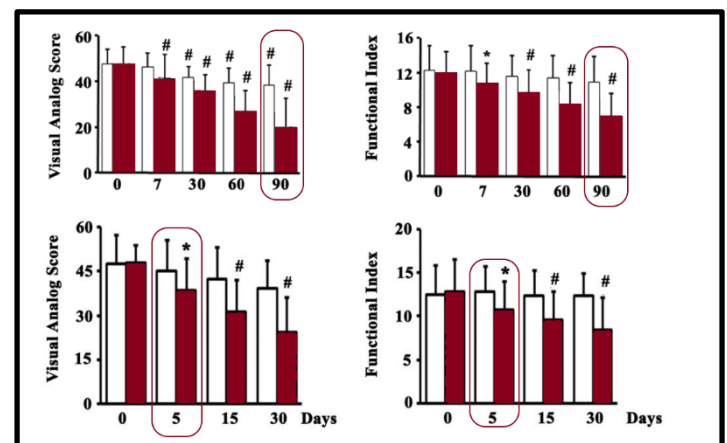 Visual Analog Score
60
40
20
0
# # # # # # #
0 7 30 60 90
Functional Index
16
12
8
4
0
* # # #
0 7 30 60 90
Visual Analog Score
60
45
30
15
0
* # #
0 5 15 30 Days
Functional Index
20
15
10
5
0
* # #
0 5 15 30 Days